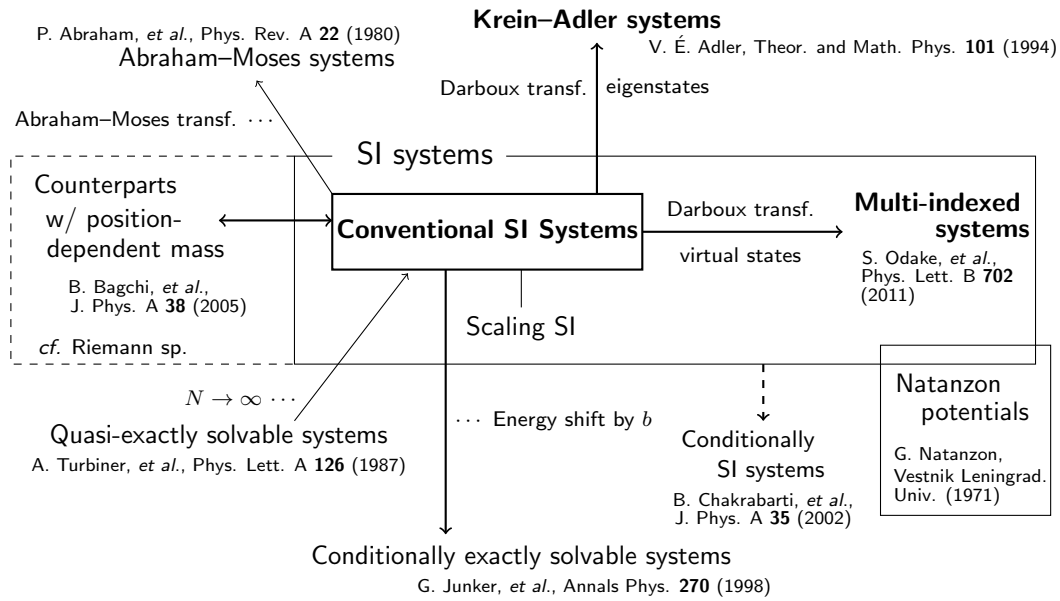 Krein–Adler systems
V. É. Adler, Theor. and Math. Phys. 101 (1994)
P. Abraham, et al., Phys. Rev. A 22 (1980)
Abraham–Moses systems
Darboux transf.
eigenstates
Abraham–Moses transf. ···
SI systems
Counterparts
w/ position-
dependent mass
B. Bagchi, et al.,
J. Phys. A 38 (2005)
cf. Riemann sp.
Conventional SI Systems
Darboux transf.
virtual states
Multi-indexed
systems
S. Odake, et al.,
Phys. Lett. B 702
(2011)
Scaling SI
N → ∞ ···
Quasi-exactly solvable systems
A. Turbiner, et al., Phys. Lett. A 126 (1987)
··· Energy shift by b
Conditionally
SI systems
B. Chakrabarti, et al.,
J. Phys. A 35 (2002)
Natanzon
potentials
G. Natanzon,
Vestnik Leningrad.
Univ. (1971)
Conditionally exactly solvable systems
G. Junker, et al., Annals Phys. 270 (1998)